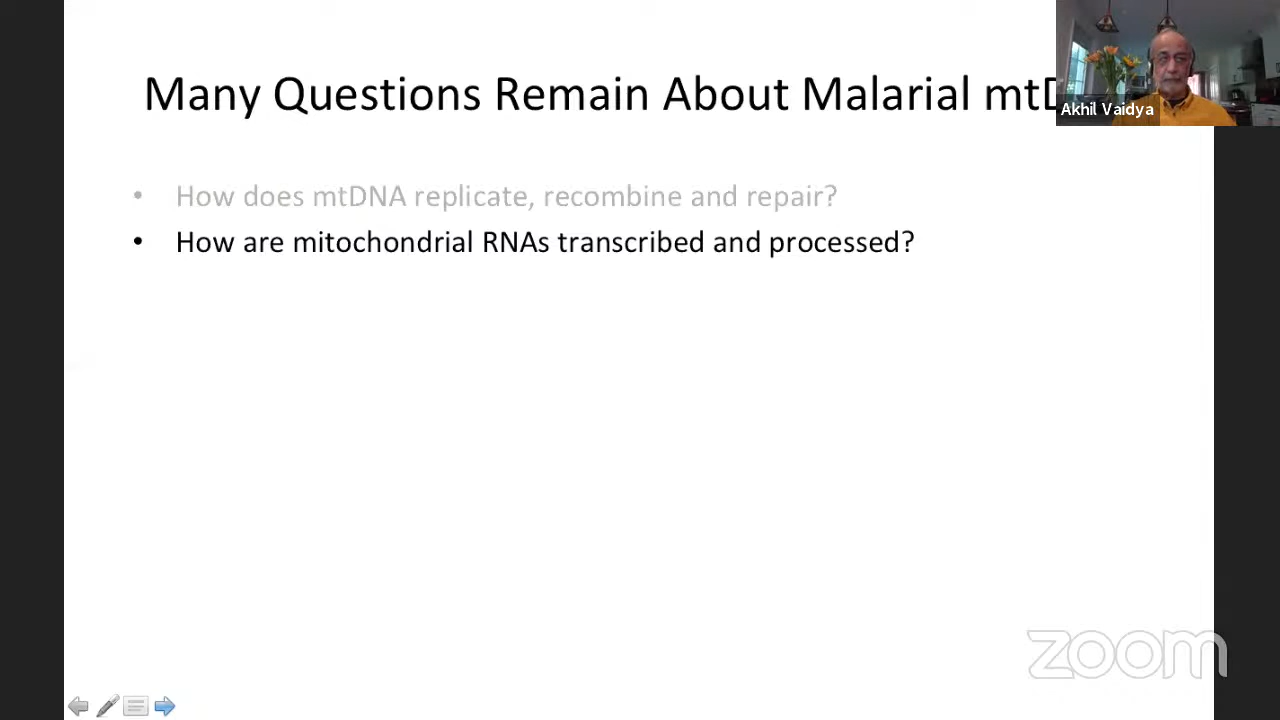 Many Questions Remain About Malarial
Akhil Vaidya
• How does mtDNA replicate, recombine and repair?
• How are mitochondrial RNAs transcribed and processed?
zoom